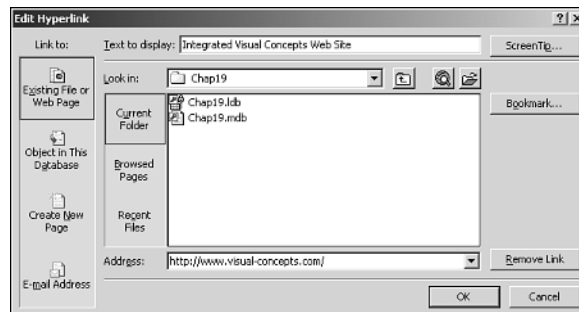 Edit Hyperlink
? x
Link to:
Text to display: Integrated Visual Concepts Web Site
ScreenTip...
Existing File or
Web Page
Look in: Chap19
Bookmark...
Current
Folder
Chap19.ldb
Chap19.mdb
Object in This
Database
Browsed
Pages
Create New
Page
Recent
Files
E-mail Address
Address: http://www.visual-concepts.com/
Remove Link
OK
Cancel